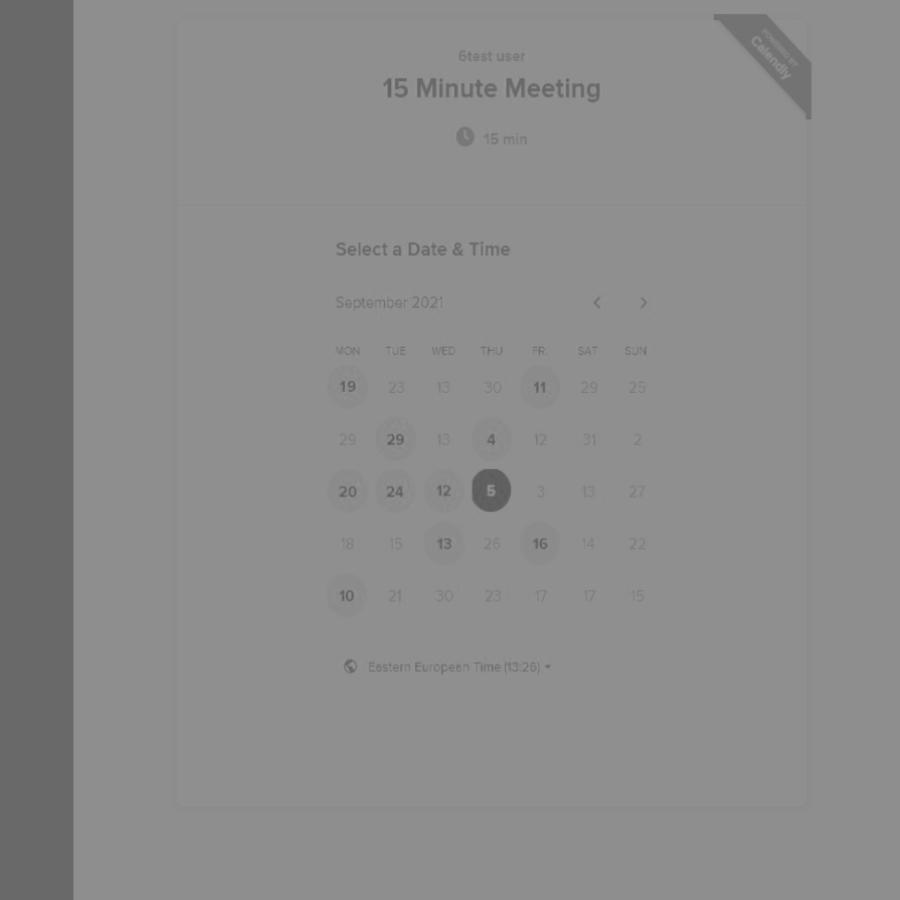 POWERED BY
Calendly
6test user
15 Minute Meeting
15 min
Select a Date & Time
September 2021
MON TUE WED THU FR. SAT SUN
19 23 13 30 11 29 25
29 29 13 4 12 31 2
20 24 12 5 3 13 27
18 15 13 26 16 14 22
10 21 30 23 17 17 15
Eastern European Time (13:26)